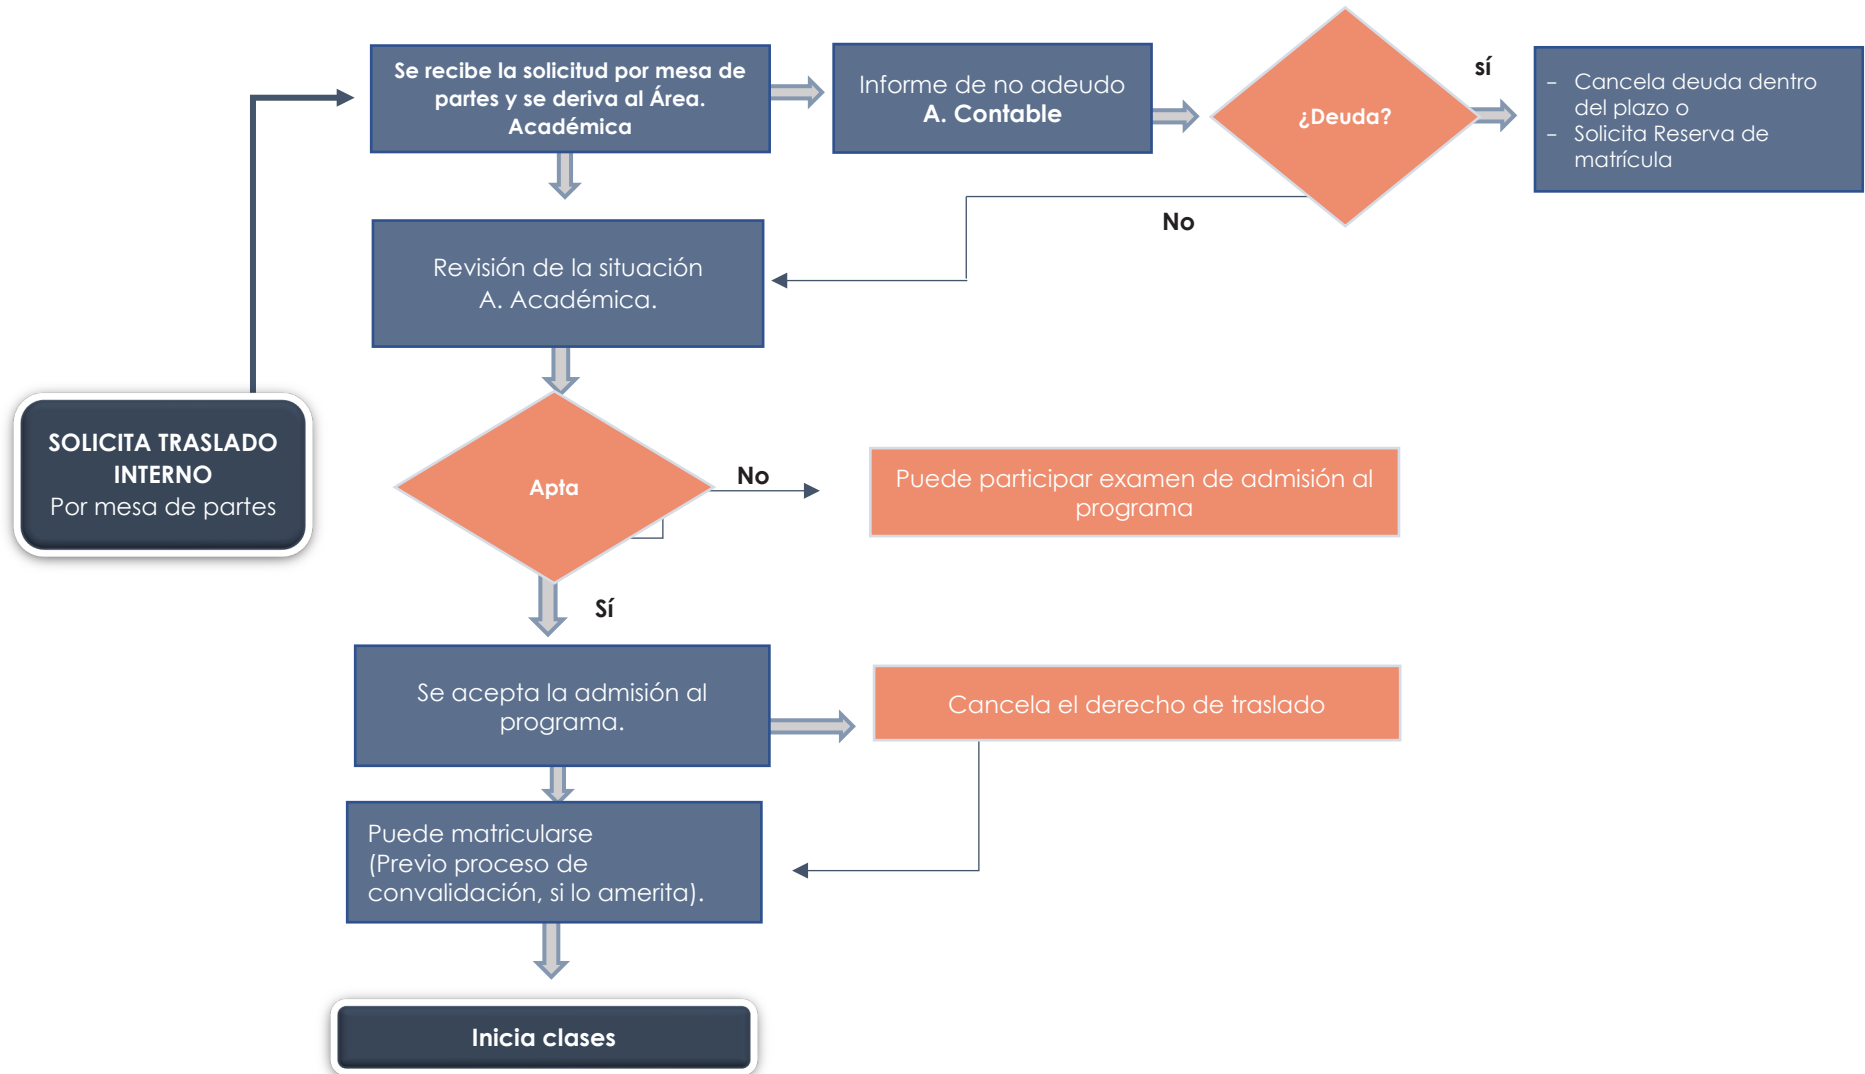 Se recibe la solicitud por mesa de
partes y se deriva al Área.
Académica
Informe de no adeudo
A. Contable
¿Deuda?
sí
- Cancela deuda dentro
del plazo o
- Solicita Reserva de
matrícula
No
Revisión de la situación
A. Académica.
SOLICITA TRASLADO
INTERNO
Por mesa de partes
Apta
No
Puede participar examen de admisión al
programa
Sí
Se acepta la admisión al
programa.
Cancela el derecho de traslado
Puede matricularse
(Previo proceso de
convalidación, si lo amerita).
Inicia clases